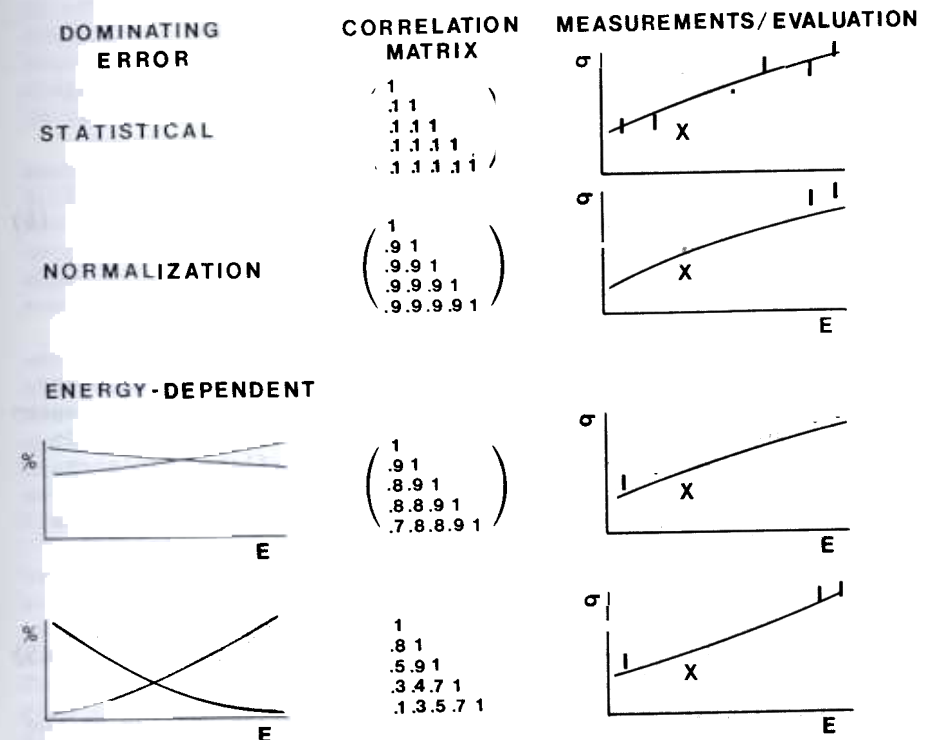 DOMINATING
ERROR
CORRELATION
MATRIX
MEASUREMENTS/EVALUATION
STATISTICAL
1
.1 1
.1 .1 1
.1 .1 .1 1
.1 .1 .1 .1 1
σ
X
NORMALIZATION
1
.9 1
.9 .9 1
.9 .9 .9 1
.9 .9 .9 .9 1
σ
X
E
ENERGY-DEPENDENT
%
E
1
.9 1
.8 .9 1
.8 .8 .9 1
.7 .8 .8 .9 1
σ
X
E
%
E
1
.8 1
.5 .9 1
.3 .4 .7 1
.1 .3 .5 .7 1
σ
X
E